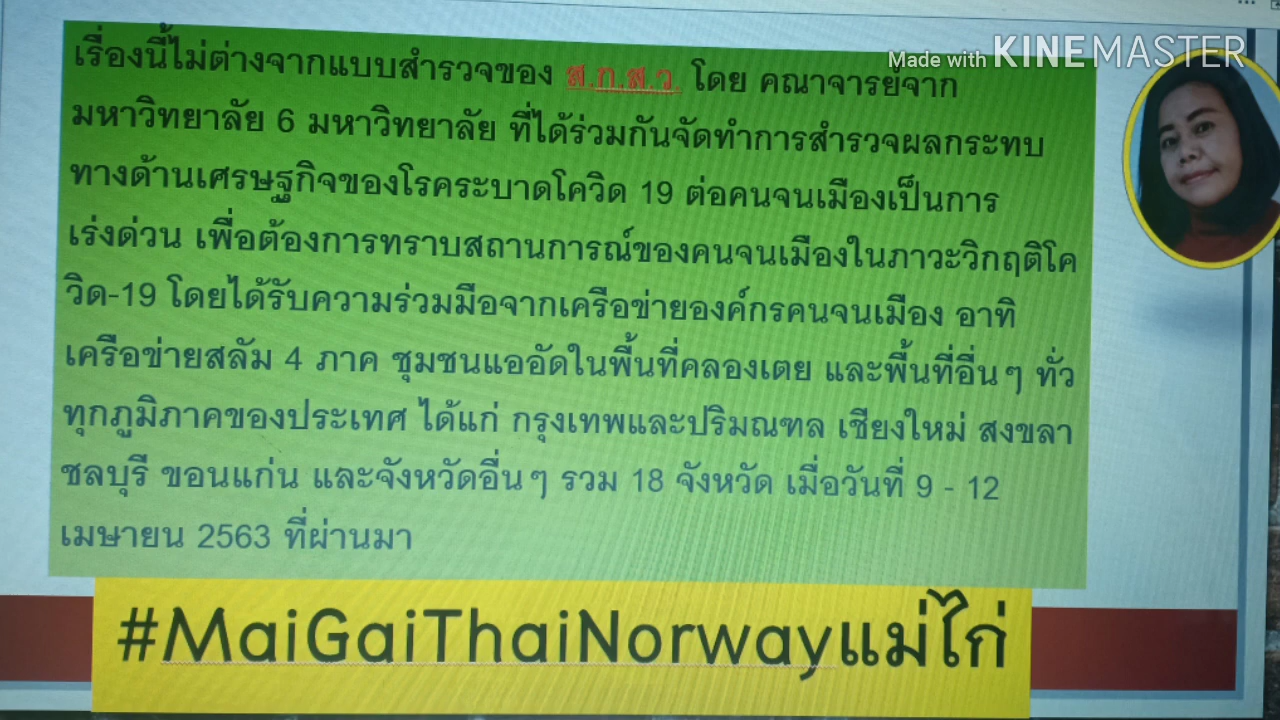 Made with KINEMASTER
เรื่องนี้ไม่ต่างจากแบบสำรวจของ ส.ก.ส.ว. โดย คณาจารย์จาก
มหาวิทยาลัย 6 มหาวิทยาลัย ที่ได้ร่วมกันจัดทำการสำรวจผลกระทบ
ทางด้านเศรษฐกิจของโรคระบาดโควิด 19 ต่อคนจนเมืองเป็นการ
เร่งด่วน เพื่อต้องการทราบสถานการณ์ของคนจนเมืองในภาวะวิกฤติโค
วิด-19 โดยได้รับความร่วมมือจากเครือข่ายองค์กรคนจนเมือง อาทิ
เครือข่ายสลัม 4 ภาค ชุมชนแออัดในพื้นที่คลองเตย และพื้นที่อื่นๆ ทั่ว
ทุกภูมิภาคของประเทศ ได้แก่ กรุงเทพและปริมณฑล เชียงใหม่ สงขลา
ชลบุรี ขอนแก่น และจังหวัดอื่นๆ รวม 18 จังหวัด เมื่อวันที่ 9 - 12
เมษายน 2563 ที่ผ่านมา
#MaiGaiThaiNorwayแม่ไก่